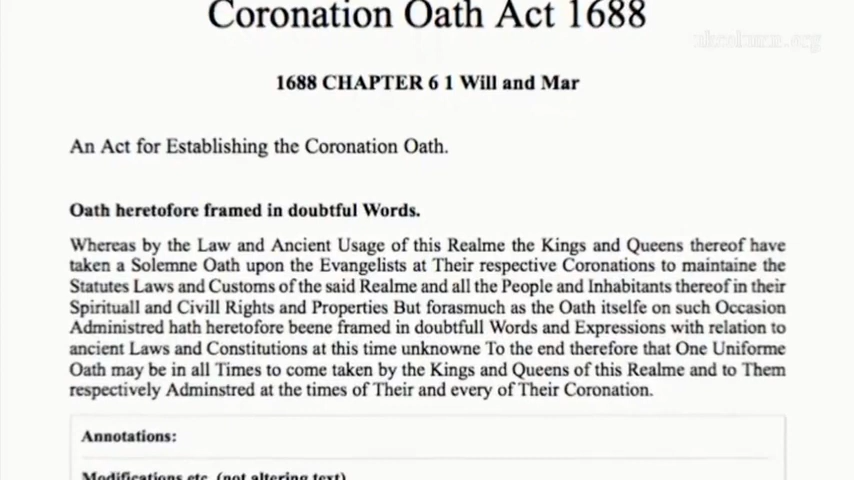 Coronation Oath Act 1688
1688 CHAPTER 6 1 Will and Mar
An Act for Establishing the Coronation Oath.
Oath heretofore framed in doubtful Words.
Whereas by the Law and Ancient Usage of this Realme the Kings and Queens thereof have
taken a Solemne Oath upon the Evangelists at Their respective Coronations to maintaine the
Statutes Laws and Customs of the said Realme and all the People and Inhabitants thereof in their
Spirituall and Civill Rights and Properties But forasmuch as the Oath itselfe on such Occasion
Administred hath heretofore beene framed in doubtfull Words and Expressions with relation to
ancient Laws and Constitutions at this time unknowne To the end therefore that One Uniforme
Oath may be in all Times to come taken by the Kings and Queens of this Realme and to Them
respectively Adminstred at the times of Their and every of Their Coronation.
Annotations:
Modifications etc. (not altering text)